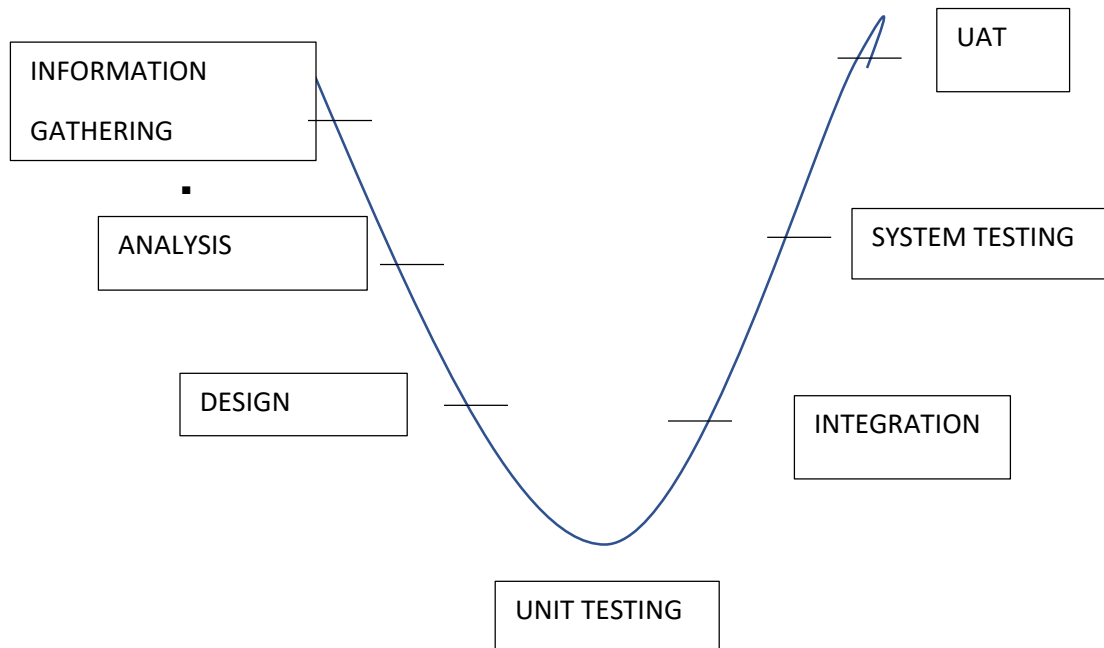 INFORMATION
GATHERING
ANALYSIS
DESIGN
UNIT TESTING
INTEGRATION
SYSTEM TESTING
UAT